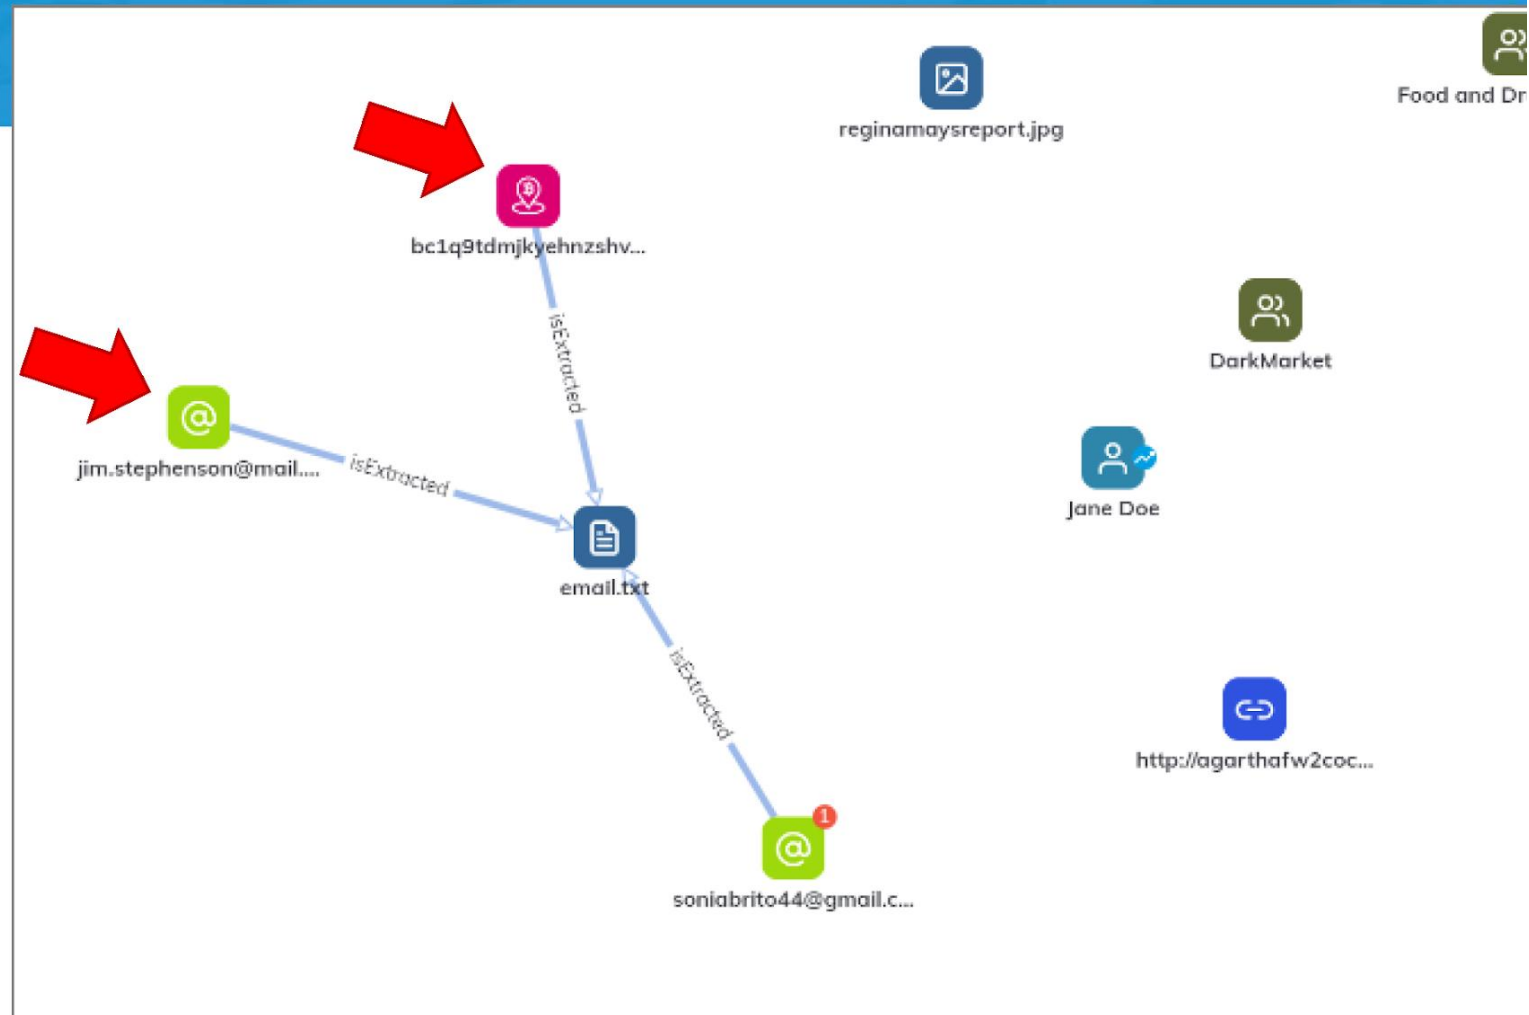 reginamaysreport.jpg
Food and Dr
bc1q9tdmjkyehnzshv...
isExtracted
DarkMarket
jim.stephenson@mail....
isExtracted
Jane Doe
email.txt
isExtracted
http://agarthafw2coc...
1
soniabrito44@gmail.c...